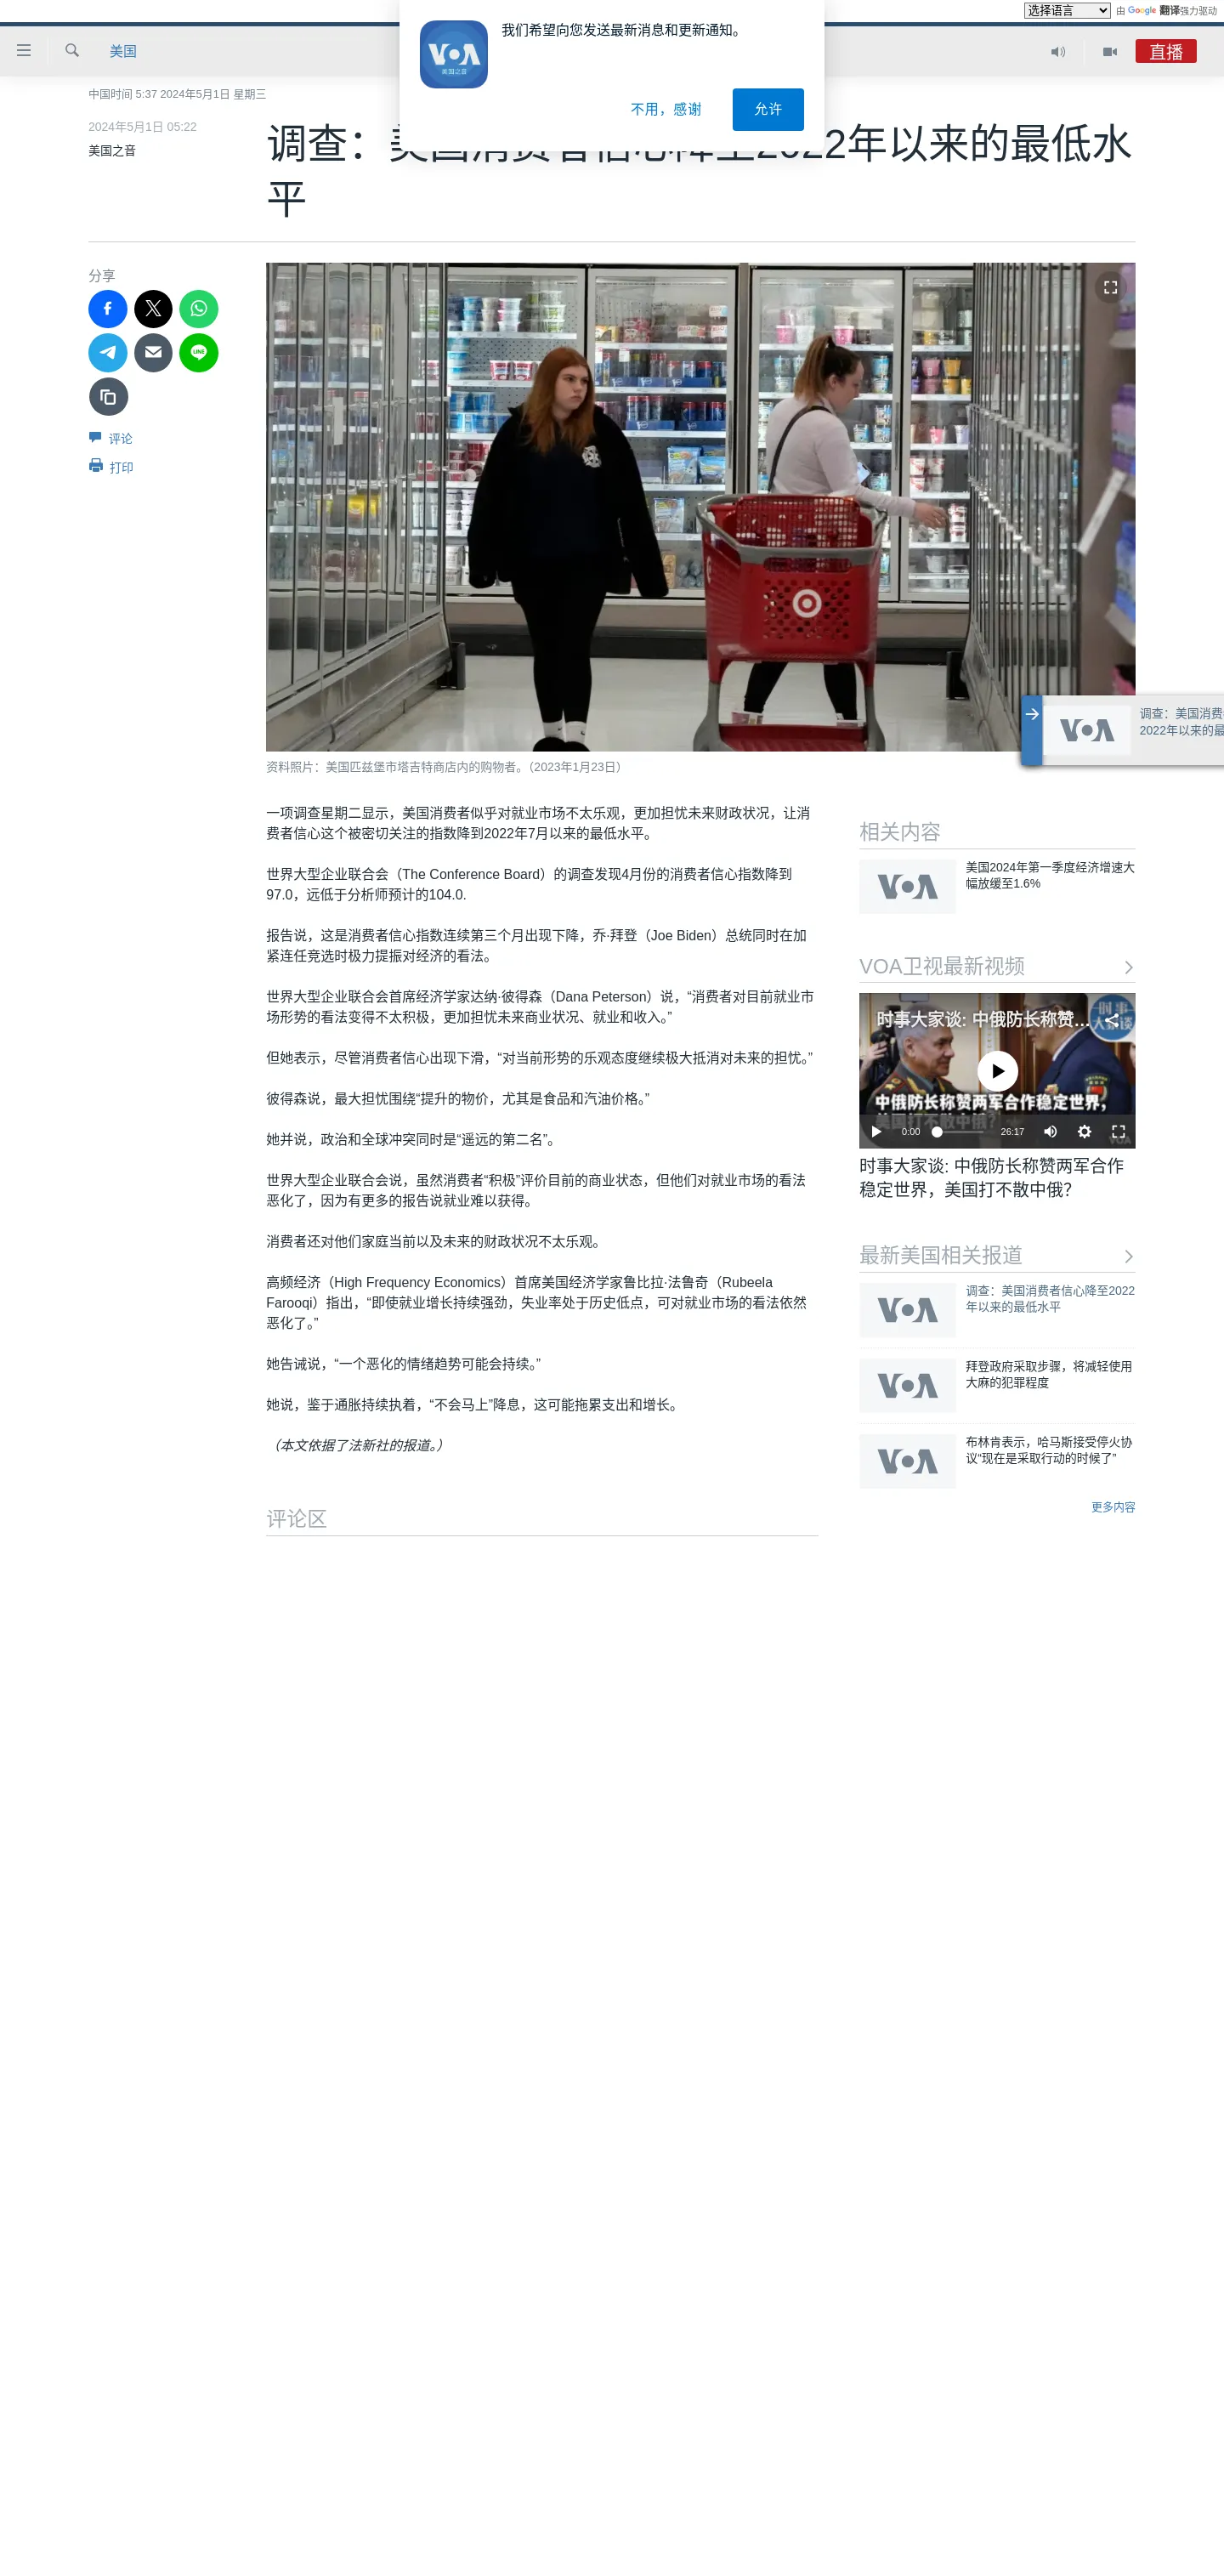 选择语言
由 Google 翻译强力驱动
我们希望向您发送最新消息和更新通知。
VOA
美国之音
不用，感谢
允许
美国
直播
中国时间 5:37 2024年5月1日 星期三
2024年5月1日 05:22
美国之音
调查：美国消费者信心降至2022年以来的最低水
平
分享
LINE
评论
打印
资料照片：美国匹兹堡市塔吉特商店内的购物者。（2023年1月23日）
VOA
调查：美国消费
2022年以来的最
一项调查星期二显示，美国消费者似乎对就业市场不太乐观，更加担忧未来财政状况，让消
费者信心这个被密切关注的指数降到2022年7月以来的最低水平。
世界大型企业联合会（The Conference Board）的调查发现4月份的消费者信心指数降到
97.0，远低于分析师预计的104.0.
报告说，这是消费者信心指数连续第三个月出现下降，乔·拜登（Joe Biden）总统同时在加
紧连任竞选时极力提振对经济的看法。
世界大型企业联合会首席经济学家达纳·彼得森（Dana Peterson）说，“消费者对目前就业市
场形势的看法变得不太积极，更加担忧未来商业状况、就业和收入。”
但她表示，尽管消费者信心出现下滑，“对当前形势的乐观态度继续极大抵消对未来的担忧。”
彼得森说，最大担忧围绕“提升的物价，尤其是食品和汽油价格。”
她并说，政治和全球冲突同时是“遥远的第二名”。
世界大型企业联合会说，虽然消费者“积极”评价目前的商业状态，但他们对就业市场的看法
恶化了，因为有更多的报告说就业难以获得。
消费者还对他们家庭当前以及未来的财政状况不太乐观。
高频经济（High Frequency Economics）首席美国经济学家鲁比拉·法鲁奇（Rubeela
Farooqi）指出，“即使就业增长持续强劲，失业率处于历史低点，可对就业市场的看法依然
恶化了。”
她告诫说，“一个恶化的情绪趋势可能会持续。”
她说，鉴于通胀持续执着，“不会马上”降息，这可能拖累支出和增长。
（本文依据了法新社的报道。）
评论区
相关内容
VOA
美国2024年第一季度经济增速大
幅放缓至1.6%
VOA卫视最新视频
时事大家谈: 中俄防长称赞…
时事
大家谈
中俄防长称赞两军合作稳定世界，
美国打不散中俄？
0:00
26:17
VOA
时事大家谈: 中俄防长称赞两军合作
稳定世界，美国打不散中俄？
最新美国相关报道
VOA
调查：美国消费者信心降至2022
年以来的最低水平
VOA
拜登政府采取步骤，将减轻使用
大麻的犯罪程度
VOA
布林肯表示，哈马斯接受停火协
议“现在是采取行动的时候了”
更多内容